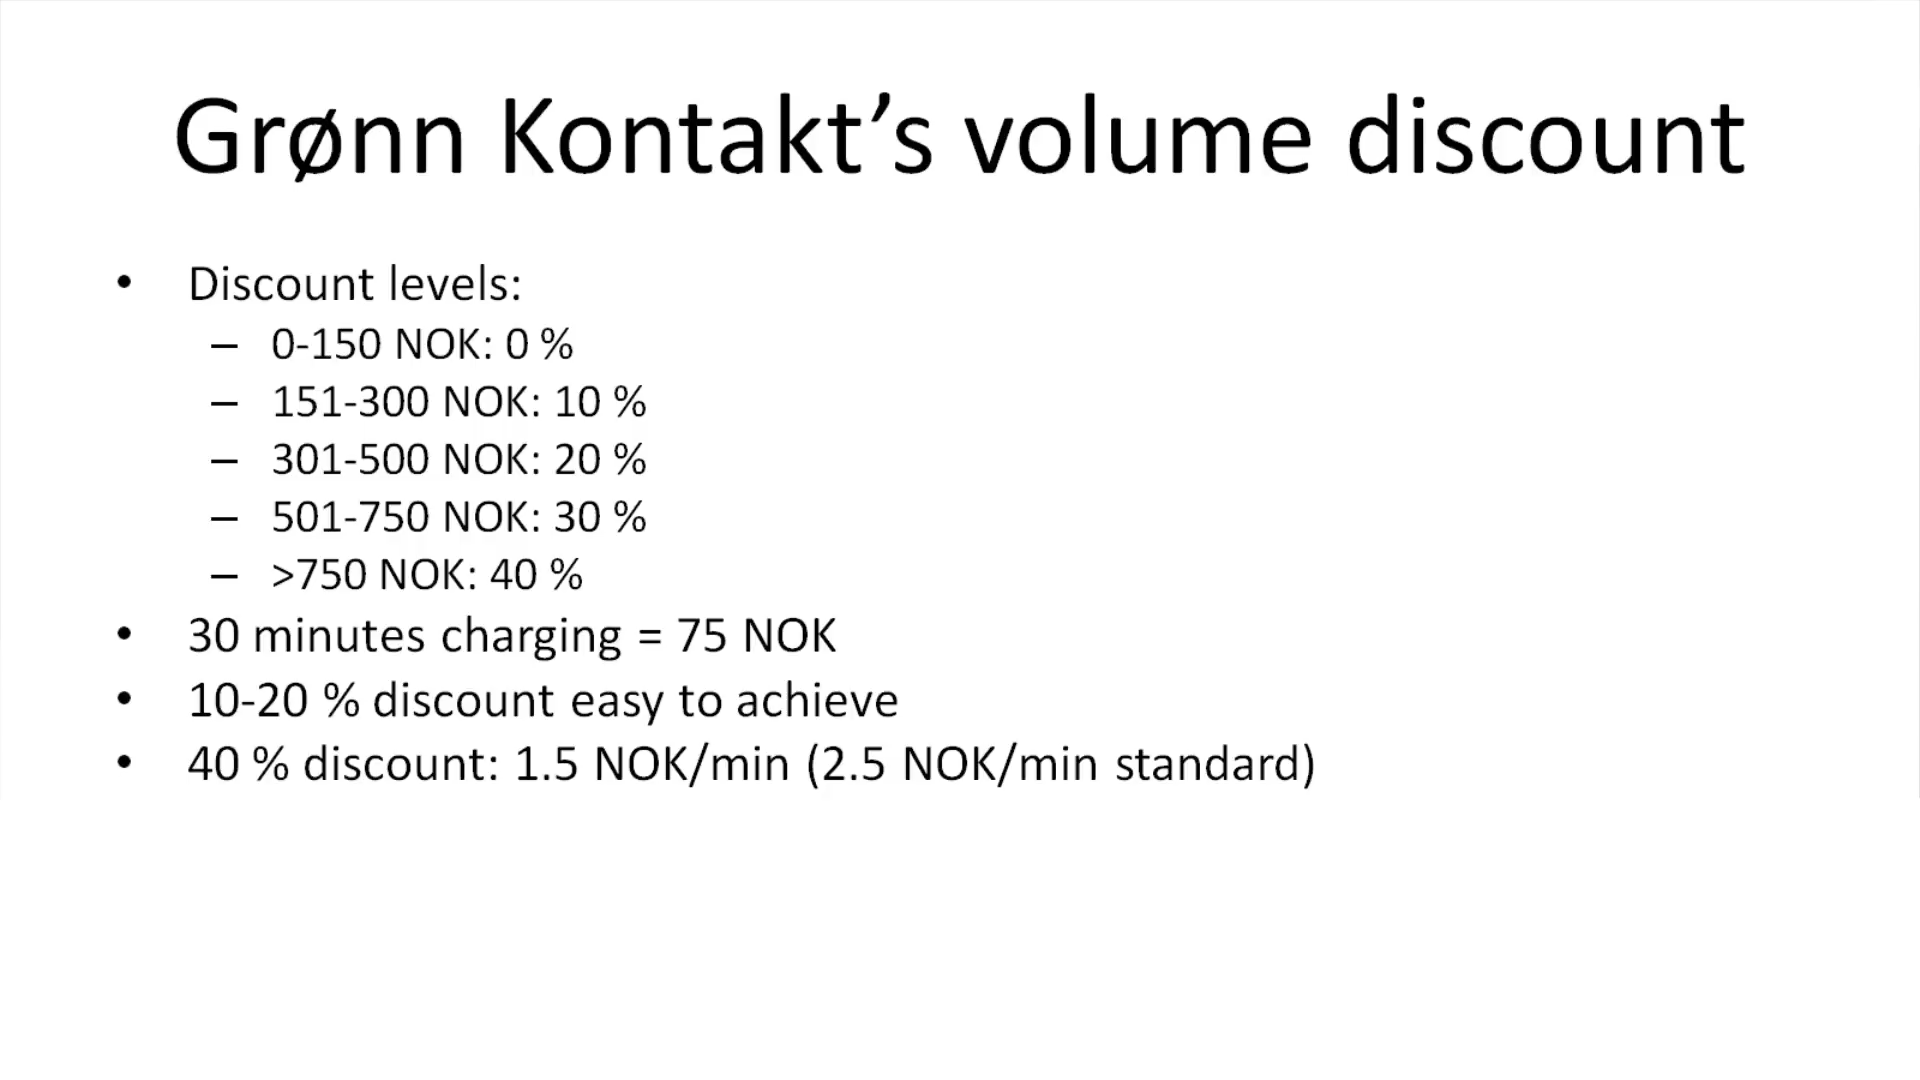 Grønn Kontakt’s volume discount
• Discount levels:
– 0-150 NOK: 0 %
– 151-300 NOK: 10 %
– 301-500 NOK: 20 %
– 501-750 NOK: 30 %
– >750 NOK: 40 %
• 30 minutes charging = 75 NOK
• 10-20 % discount easy to achieve
• 40 % discount: 1.5 NOK/min (2.5 NOK/min standard)